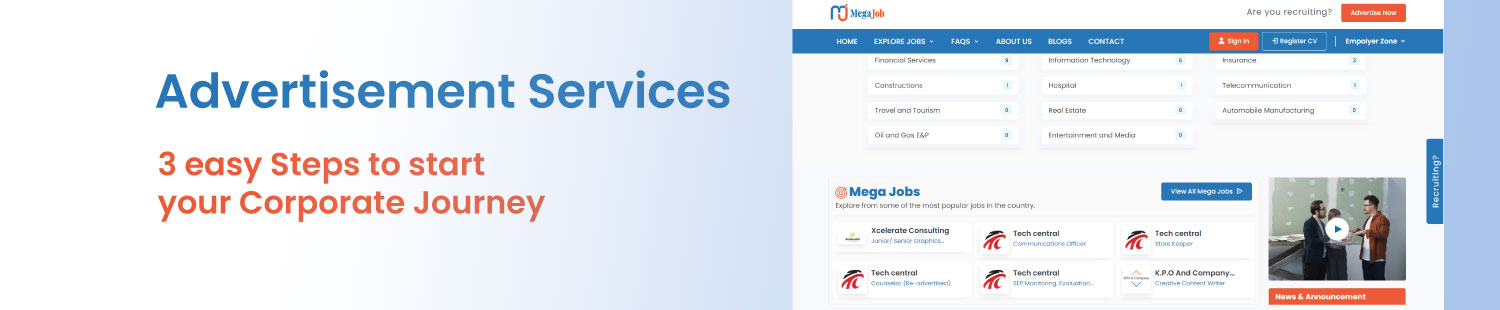 Advertisement Services
3 easy Steps to start
your Corporate Journey
MegaJob
Are you recruiting?
Advertise Now
HOME
EXPLORE JOBS
FAQS
ABOUT US
BLOGS
CONTACT
Sign In
Register CV
Empolyer Zone
Financial Services 9
Information Technology 6
Insurance 2
Constructions 1
Hospital 1
Telecommunication 1
Travel and Tourism 0
Real Estate 0
Automobile Manufacturing 0
Oil and Gas E&P 0
Entertainment and Media 0
Recruiting?
Mega Jobs
View All Mega Jobs
Explore from some of the most popular jobs in the country.
Xcelerate Consulting
Junior/ Senior Graphics...
Tech central
Communications Officer
Tech central
Store Keeper
Tech central
Counselor (Re-advertised)
Tech central
SEP Monitoring, Evaluation...
K.P.O And Company...
Creative Content Writer
News & Announcement